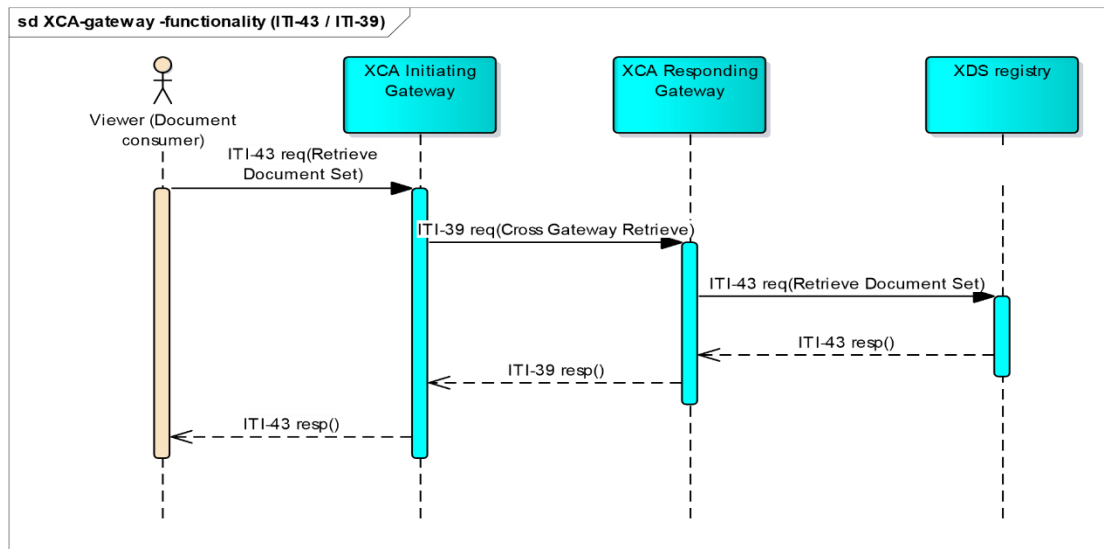 sd XCA-gateway -functionality (ITI-43 / ITI-39)
Viewer (Document
consumer)
XCA Initiating
Gateway
XCA Responding
Gateway
XDS registry
ITI-43 req(Retrieve
Document Set)
ITI-39 req(Cross Gateway Retrieve)
ITI-43 req(Retrieve Document Set)
ITI-43 resp()
ITI-39 resp()
ITI-43 resp()